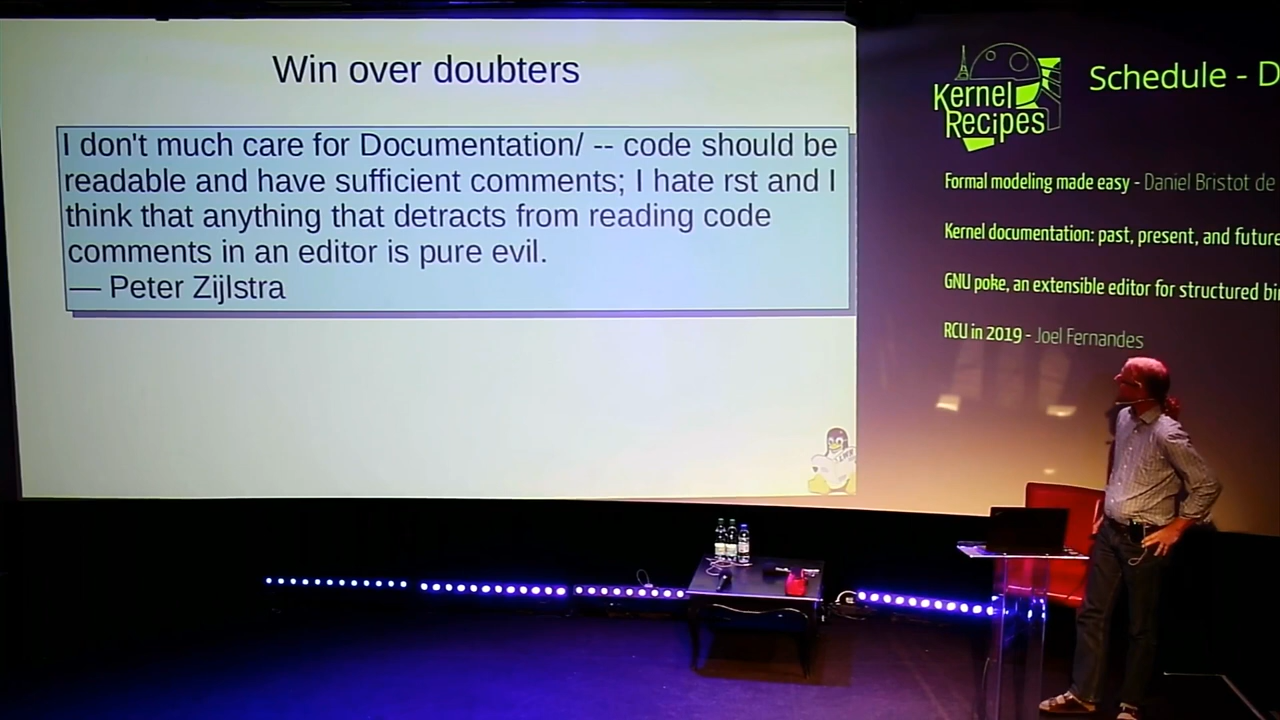 Win over doubters
I don't much care for Documentation/ -- code should be
readable and have sufficient comments; I hate rst and I
think that anything that detracts from reading code
comments in an editor is pure evil.
— Peter Zijlstra
Kernel
Recipes
Schedule - D
Formal modeling made easy - Daniel Bristot de
Kernel documentation: past, present, and future
GNU poke, an extensible editor for structured bi
RCU in 2019 - Joel Fernandes